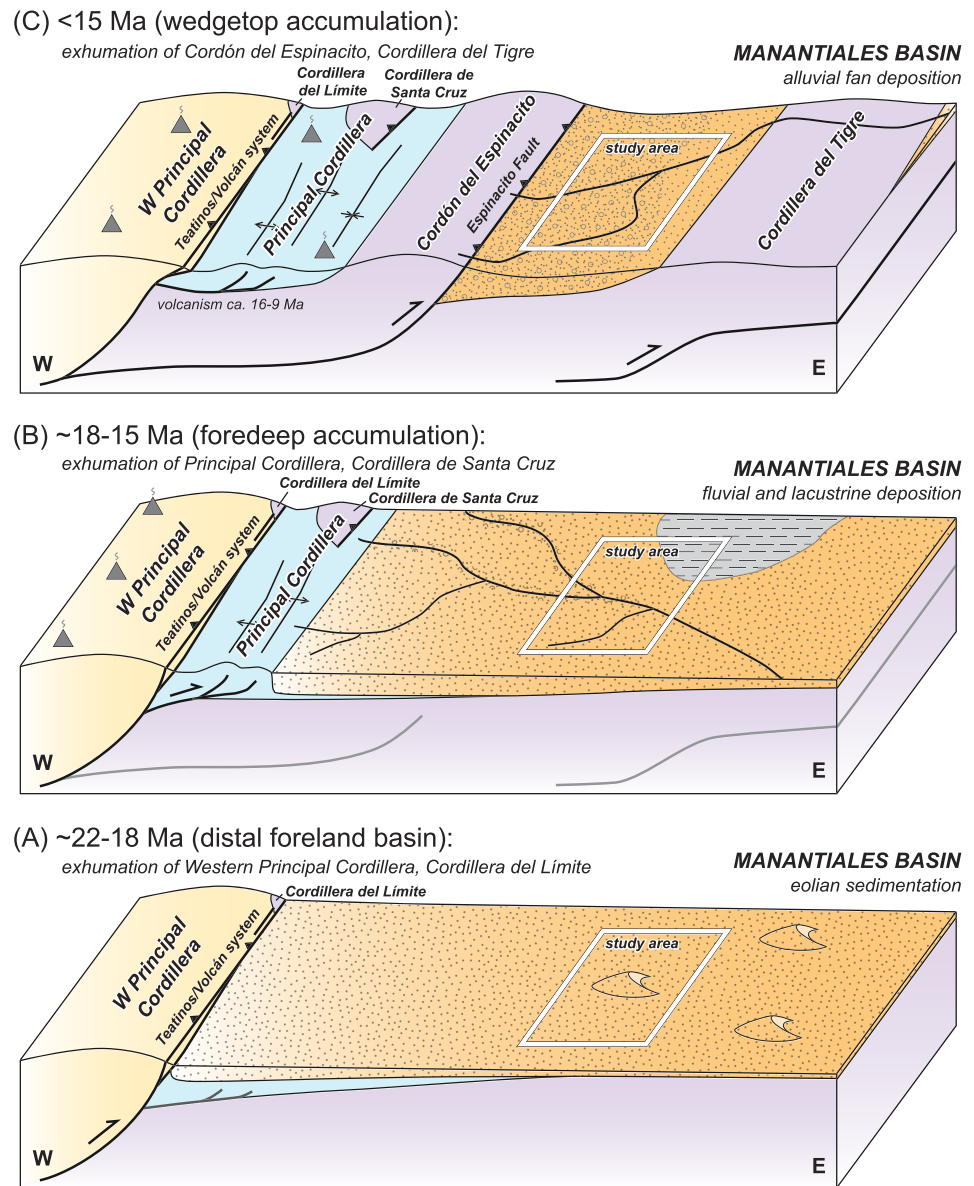 (C) <15 Ma (wedgetop accumulation):
exhumation of Cordón del Espinacito, Cordillera del Tigre
MANANTIALES BASIN
alluvial fan deposition
Cordillera
del Límite
Cordillera de
Santa Cruz
W Principal
Cordillera
Teatinos/Volcán system
Principal Cordillera
Cordón del Espinacito
Espinacito Fault
study area
Cordillera del Tigre
volcanism ca. 16-9 Ma
W
E
(B) ~18-15 Ma (foredeep accumulation):
exhumation of Principal Cordillera, Cordillera de Santa Cruz
MANANTIALES BASIN
fluvial and lacustrine deposition
Cordillera del Límite
Cordillera de Santa Cruz
W Principal
Cordillera
Teatinos/Volcán system
Principal Cordillera
study area
W
E
(A) ~22-18 Ma (distal foreland basin):
exhumation of Western Principal Cordillera, Cordillera del Límite
MANANTIALES BASIN
eolian sedimentation
Cordillera del Límite
W Principal
Cordillera
Teatinos/Volcán system
study area
W
E